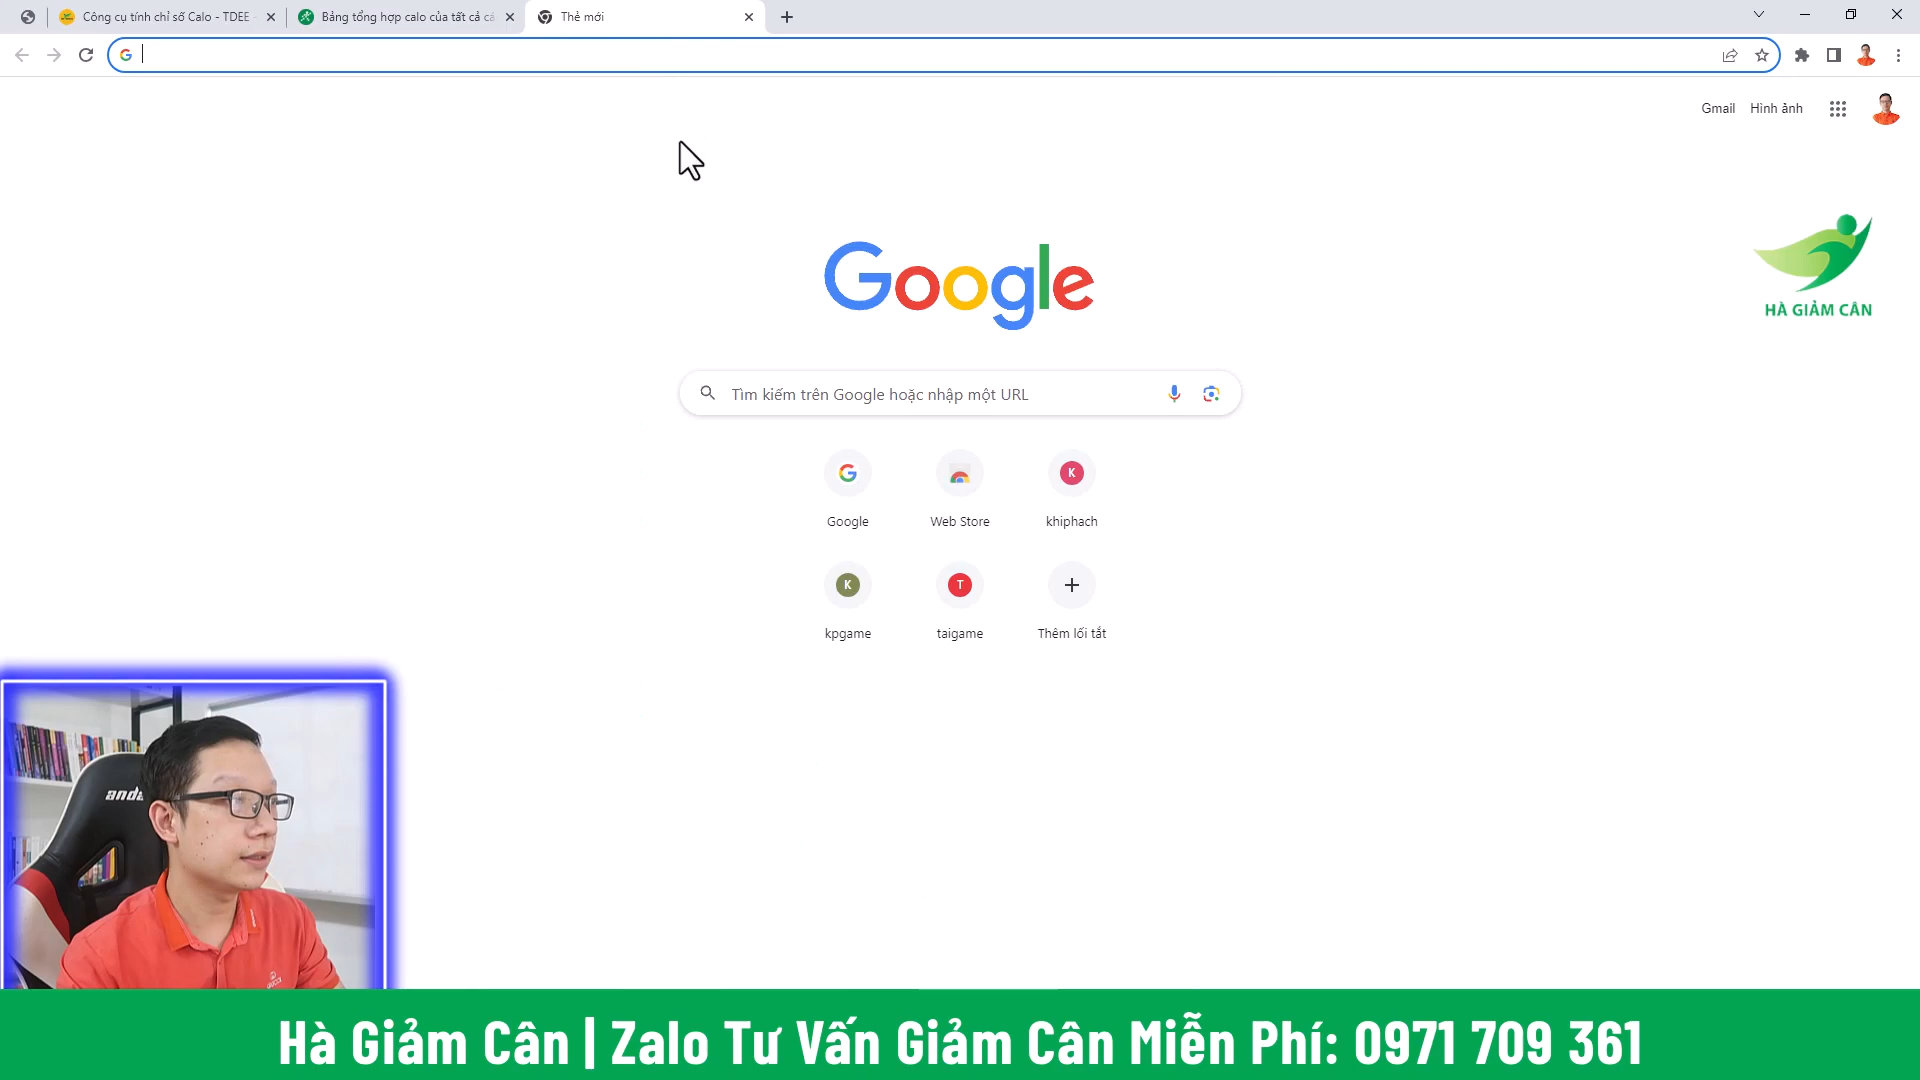 Công cụ tính chỉ số Calo - TDEE -
Bảng tổng hợp calo của tất cả cá
Thẻ mới
Gmail
Hình ảnh
HÀ GIẢM CÂN
Google
Tìm kiếm trên Google hoặc nhập một URL
K
Google
Web Store
khiphach
K
T
kpgame
taigame
Thêm lối tắt
anda
GUCCI
Hà Giảm Cân | Zalo Tư Vấn Giảm Cân Miễn Phí: 0971 709 361